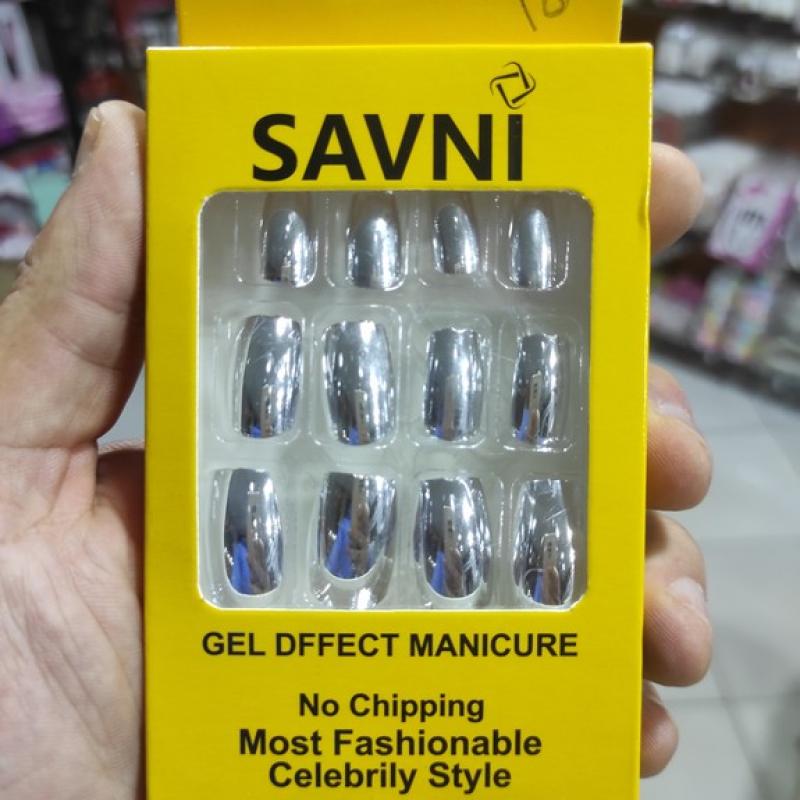 SAVNI
GEL DFFECT MANICURE
No Chipping
Most Fashionable
Celebrily Style